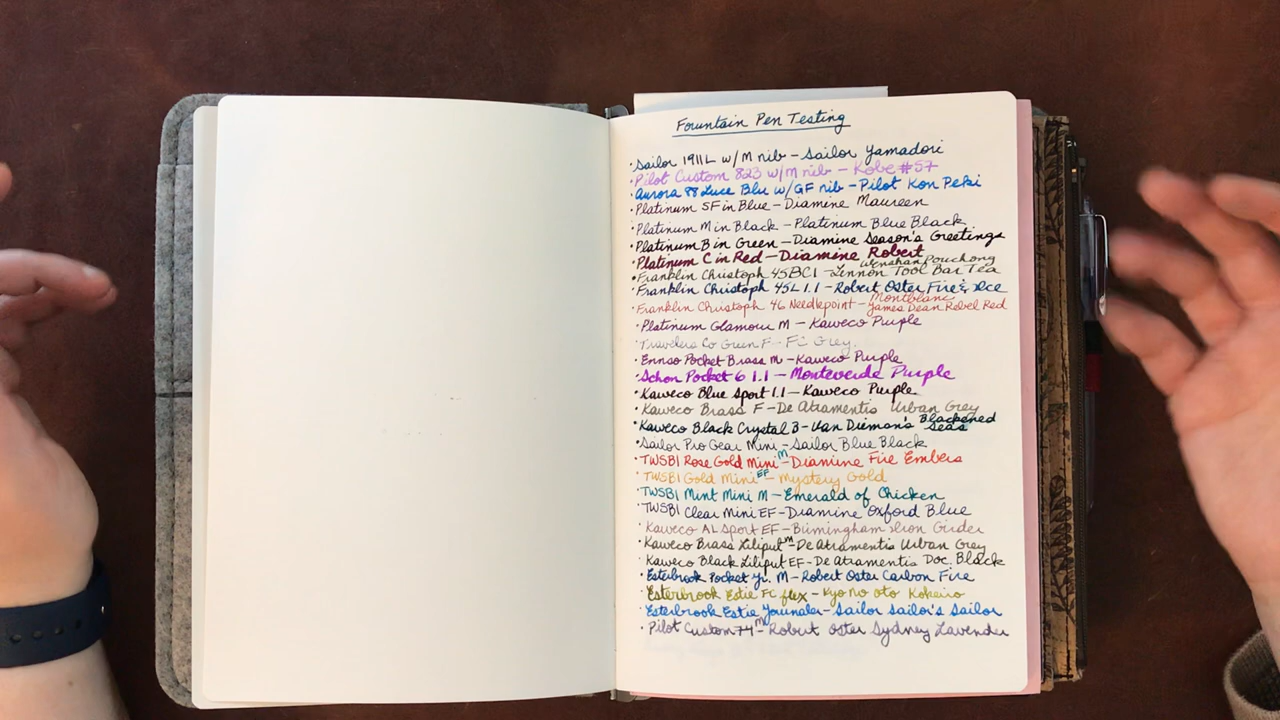 Fountain Pen Testing
·Sailor 1911L w/M nib – Sailor Yamadori
·Pilot Custom 823 w/M nib – Kobe #57
·Aurora 88 Luce Blu w/GF nib – Pilot Kon Peki
·Platinum SF in Blue – Diamine Maureen
·Platinum M in Black – Platinum Blue Black
·Platinum B in Green – Diamine Season's Greetings
·Platinum C in Red – Diamine Robert
·Franklin Christoph 45 – Lennon Tool Bar Wenshan Pouchong Tea
·Franklin Christoph 45L 1.1 – Robert Oster Fire & Ice
·Franklin Christoph 46 Needlepoint – Montblanc James Dean Rebel Red
·Platinum Glamour M – Kaweco Purple
·Travelers Co Green F – FC Grey.
·Ennso Pocket Brass M – Kaweco Purple
·Schon Pocket 6 1.1 – Monteverde Purple
·Kaweco Blue Sport 1.1 – Kaweco Purple
·Kaweco Brass F – De Atramentis Urban Grey
·Kaweco Black Crystal B – Van Dieman's Blackened Seas
·Sailor Pro Gear Mini – Sailor Blue Black
·TWSBI Rose Gold Mini M – Diamine Fire Embers
·TWSBI Gold Mini EF – Mystery Gold
·TWSBI Mint Mini M – Emerald of Chicken
·TWSBI Clear Mini EF – Diamine Oxford Blue
·Kaweco AL Sport EF – Birmingham Iron Girder
·Kaweco Brass Liliput M – De Atramentis Urban Grey
·Kaweco Black Liliput EF – De Atramentis Doc. Black
·Esterbrook Pocket Jr. M – Robert Oster Carbon Fire
·Esterbrook Estie FC flex – Kyo no oto Kokeiro
·Esterbrook Estie Journaler – Sailor Sailor's Sailor
·Pilot Custom 74 M – Robert Oster Sydney Lavender